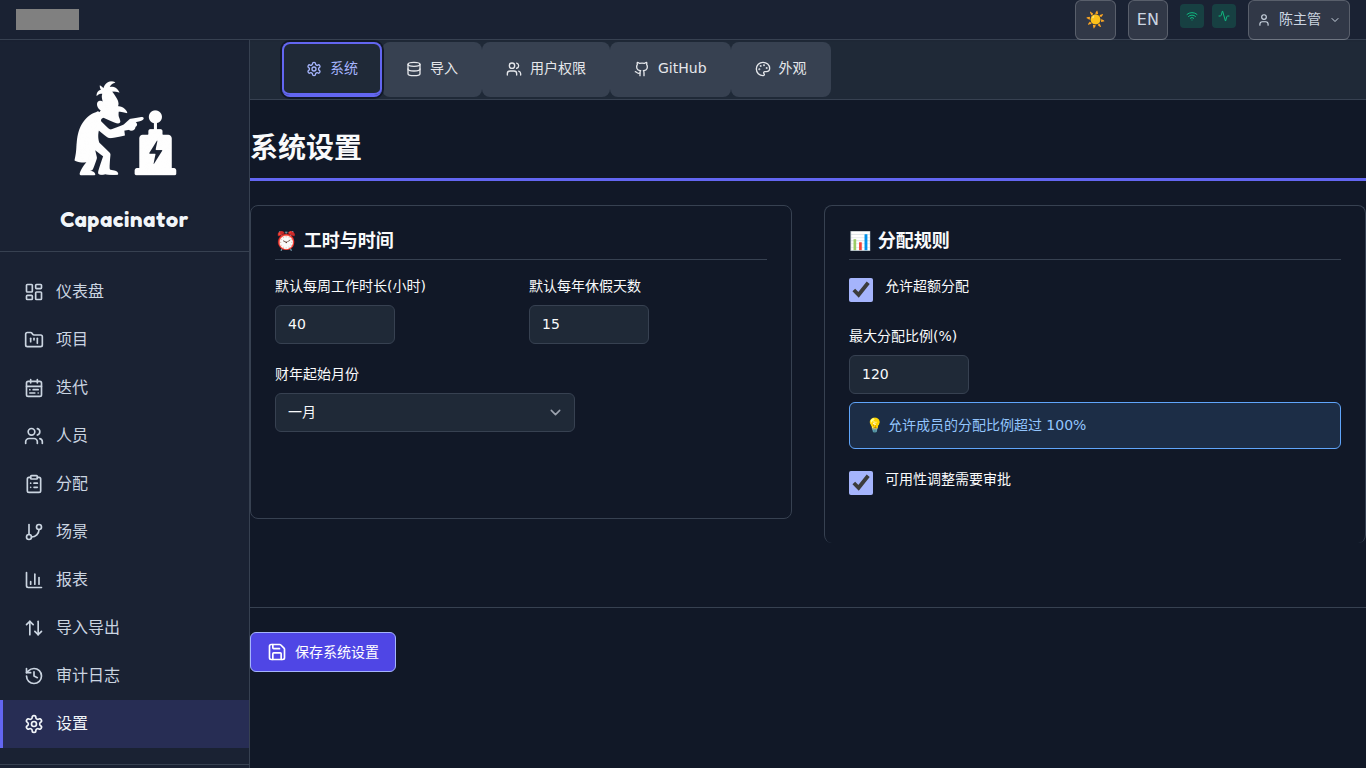 EN
陈主管
Capacinator
仪表盘
项目
迭代
人员
分配
场景
报表
导入导出
审计日志
设置
系统
导入
用户权限
GitHub
外观
系统设置
⏰ 工时与时间
默认每周工作时长(小时)
40
默认每年休假天数
15
财年起始月份
一月
📊 分配规则
允许超额分配
最大分配比例(%)
120
💡 允许成员的分配比例超过 100%
可用性调整需要审批
保存系统设置